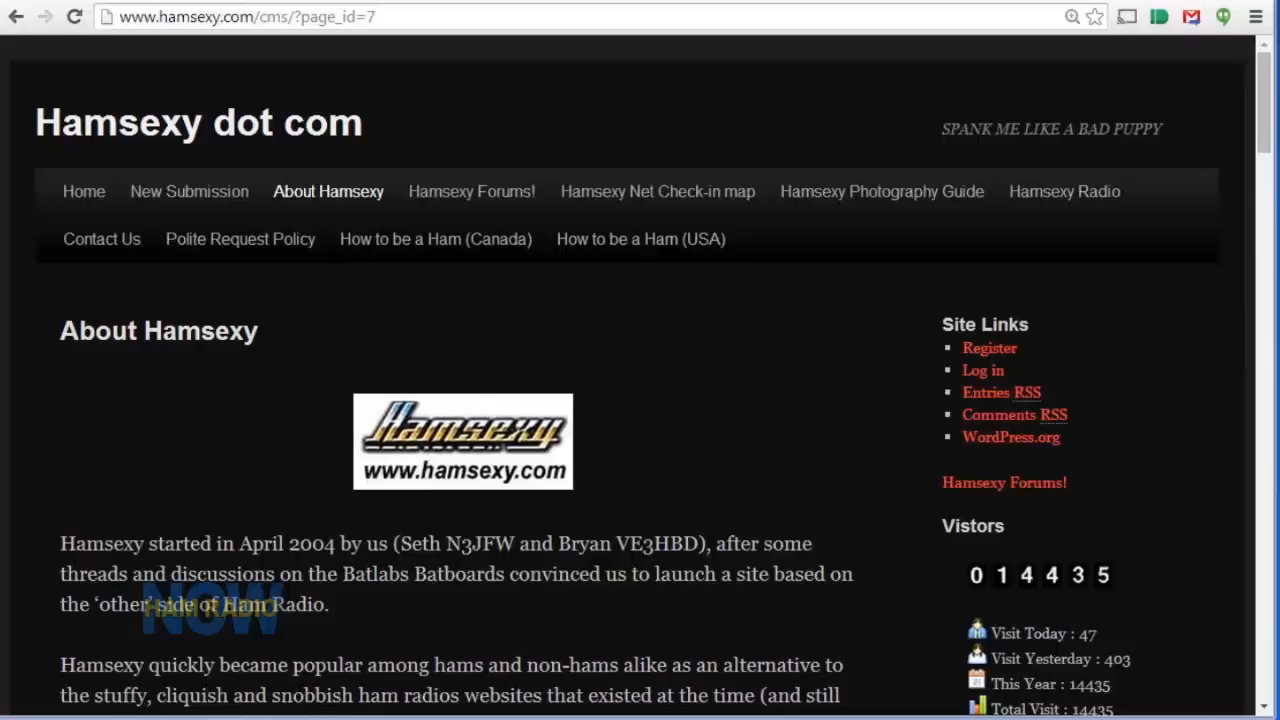 www.hamsexy.com/cms/?page_id=7
Hamsexy dot com
SPANK ME LIKE A BAD PUPPY
Home New Submission About Hamsexy Hamsexy Forums! Hamsexy Net Check-in map Hamsexy Photography Guide Hamsexy Radio
Contact Us Polite Request Policy How to be a Ham (Canada) How to be a Ham (USA)
About Hamsexy
Hamsexy
www.hamsexy.com
Hamsexy started in April 2004 by us (Seth N3JFW and Bryan VE3HBD), after some
threads and discussions on the Batlabs Batboards convinced us to launch a site based on
the ‘other’ side of Ham Radio.
Hamsexy quickly became popular among hams and non-hams alike as an alternative to
the stuffy, cliquish and snobbish ham radios websites that existed at the time (and still
HAM RADIO
NOW
Site Links
Register
Log in
Entries RSS
Comments RSS
WordPress.org
Hamsexy Forums!
Vistors
0 1 4 4 3 5
Visit Today : 47
Visit Yesterday : 403
This Year : 14435
Total Visit : 14435